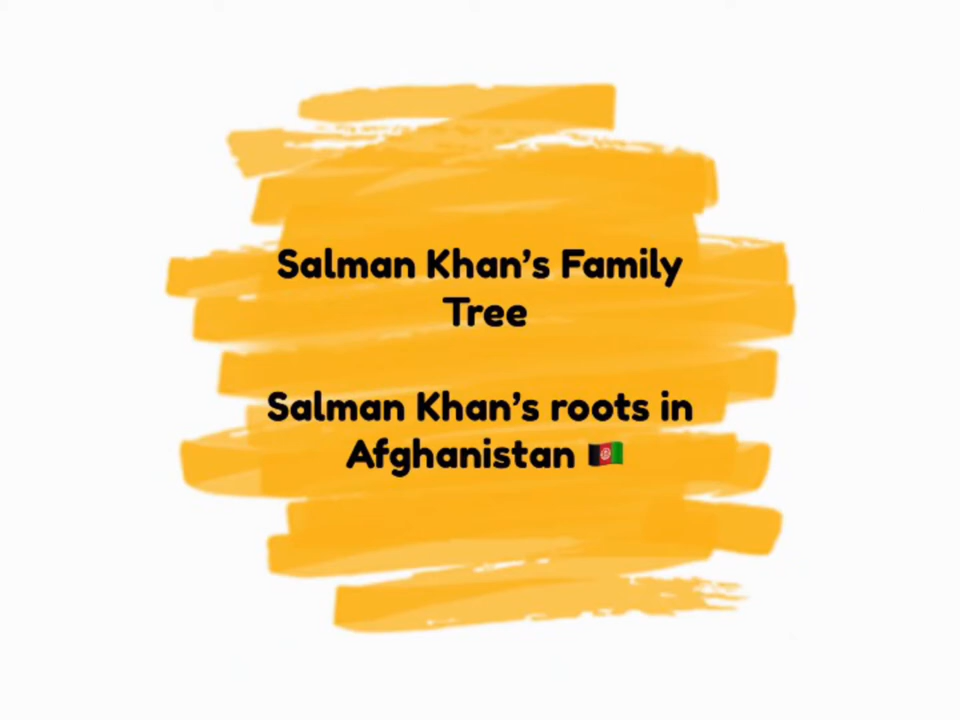 Salman Khan’s Family
Tree
Salman Khan’s roots in
Afghanistan 🇦🇫